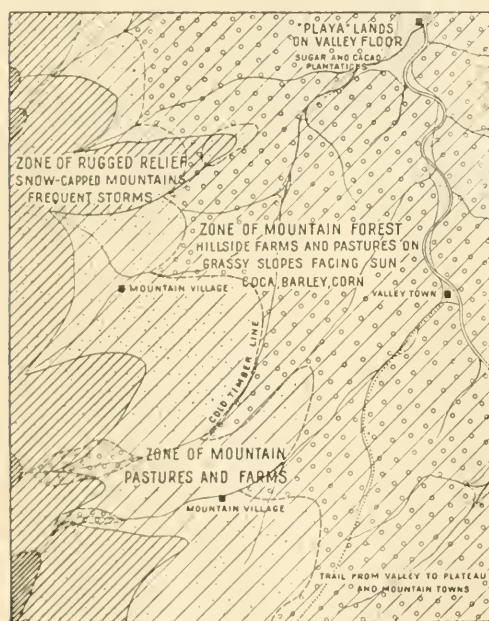 "PLAYA" LANDS
ON VALLEY FLOOR
SUGAR AND CACAO
PLANTATIONS
ZONE OF RUGGED RELIEF
SNOW-CAPPED MOUNTAINS
FREQUENT STORMS
ZONE OF MOUNTAIN FOREST
HILLSIDE FARMS AND PASTURES ON
GRASSY SLOPES FACING SUN
COCA, BARLEY, CORN
MOUNTAIN VILLAGE
VALLEY TOWN
COLD TIMBER LINE
ZONE OF MOUNTAIN
PASTURES AND FARMS
MOUNTAIN VILLAGE
TRAIL FROM VALLEY TO PLATEAU
AND MOUNTAIN TOWNS